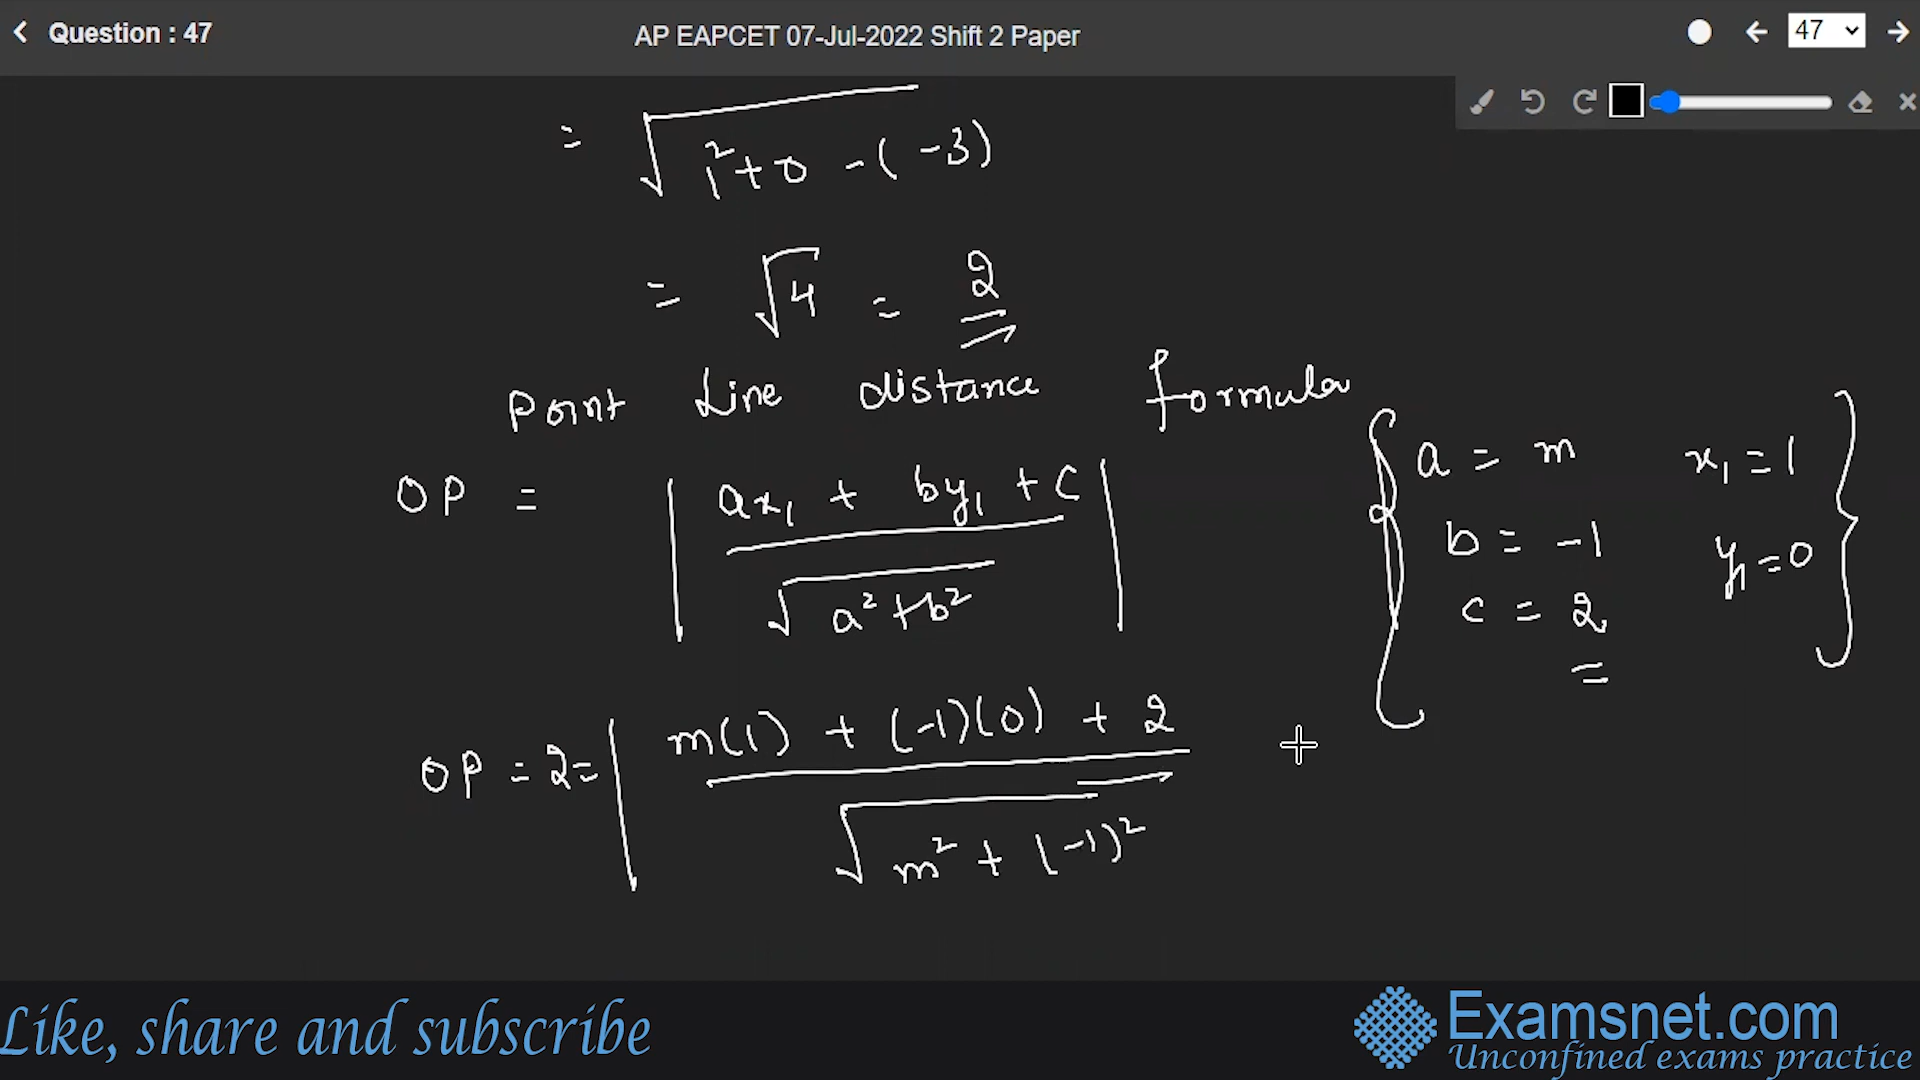 Question : 47
AP EAPCET 07-Jul-2022 Shift 2 Paper
47
= √(1² + 0 - (-3))
= √4 = 2
Point Line distance formula
OP = | (ax₁ + by₁ + c) / √(a² + b²) |
a = m x₁ = 1
b = -1 y₁ = 0
c = 2
OP = 2 = | (m(1) + (-1)(0) + 2) / √(m² + (-1)²)
Like, share and subscribe
Examsnet.com
Unconfined exams practice